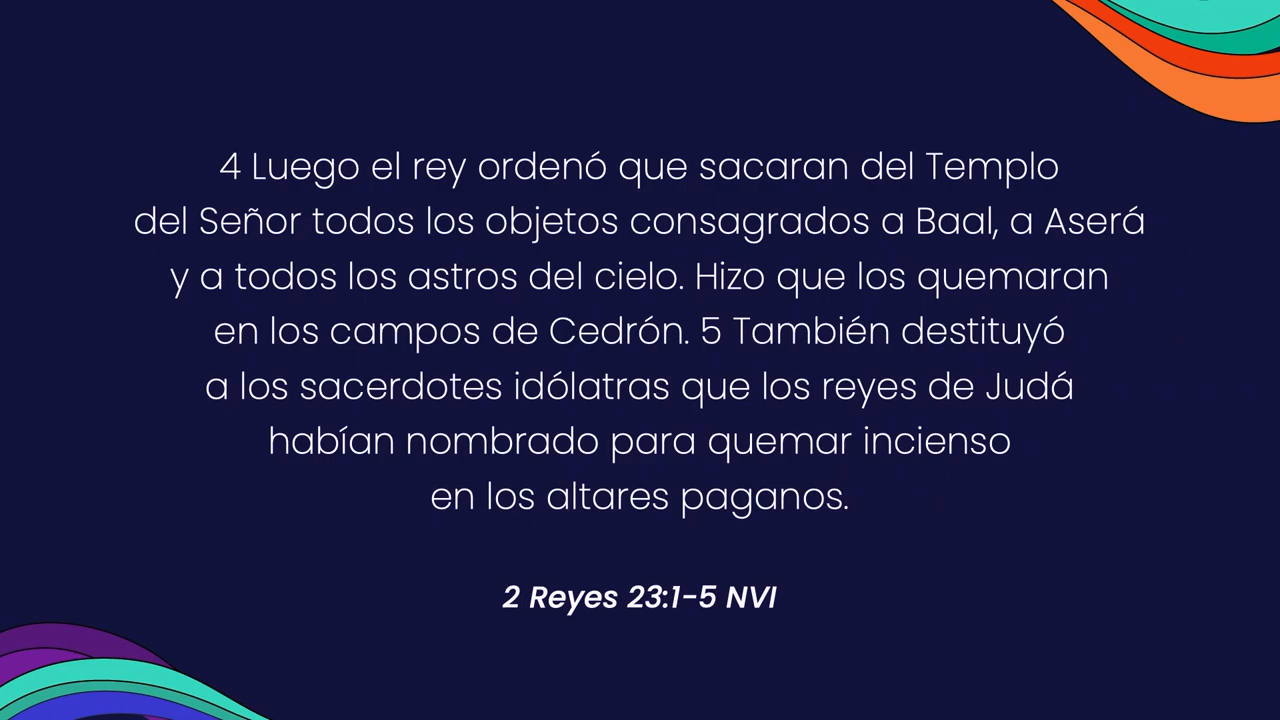 4 Luego el rey ordenó que sacaran del Templo
del Señor todos los objetos consagrados a Baal, a Aserá
y a todos los astros del cielo. Hizo que los quemaran
en los campos de Cedrón. 5 También destituyó
a los sacerdotes idólatras que los reyes de Judá
habían nombrado para quemar incienso
en los altares paganos.
2 Reyes 23:1-5 NVI